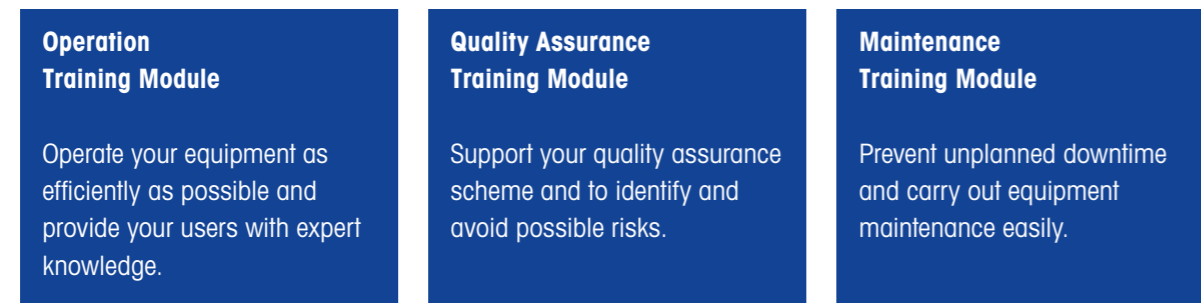 Operation
Training Module
Operate your equipment as
efficiently as possible and
provide your users with expert
knowledge.
Quality Assurance
Training Module
Support your quality assurance
scheme and to identify and
avoid possible risks.
Maintenance
Training Module
Prevent unplanned downtime
and carry out equipment
maintenance easily.